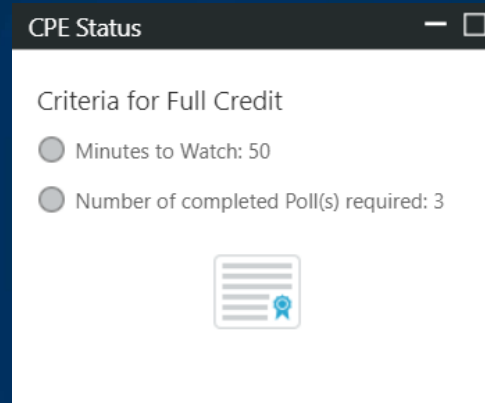 CPE Status
Criteria for Full Credit
Minutes to Watch: 50
Number of completed Poll(s) required: 3